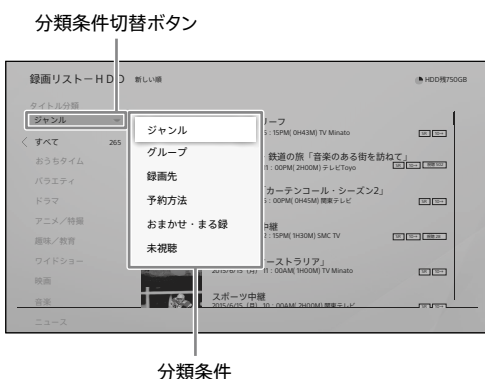 分類条件切替ボタン
録画リストーHDD 新しい順 HDD残750GB
タイトル分類
ジャンル
すべて 265
おうちタイム
バラエティ
ドラマ
アニメ/特撮
趣味/教育
ワイドショー
映画
音楽
ニュース
ジャンル
グループ
録画先
予約方法
おまかせ・まる録
未視聴
ーフ
: 15PM( 0H43M) TV Minato
鉄道の旅「音楽のある街を訪ねて」
1 : 00PM( 2H00M) テレビToyo
カーテンコール・シーズン2」
: 00PM( 0H45M) 関東テレビ
中継
: 15PM( 1H30M) SMC TV
ーストラリア」
2015/6/15 (月) 11 : 00AM( 1H00M) TV Minato
スポーツ中継
2015/6/15 (月) 10 : 00AM( 2H00M) 関東テレビ
分類条件